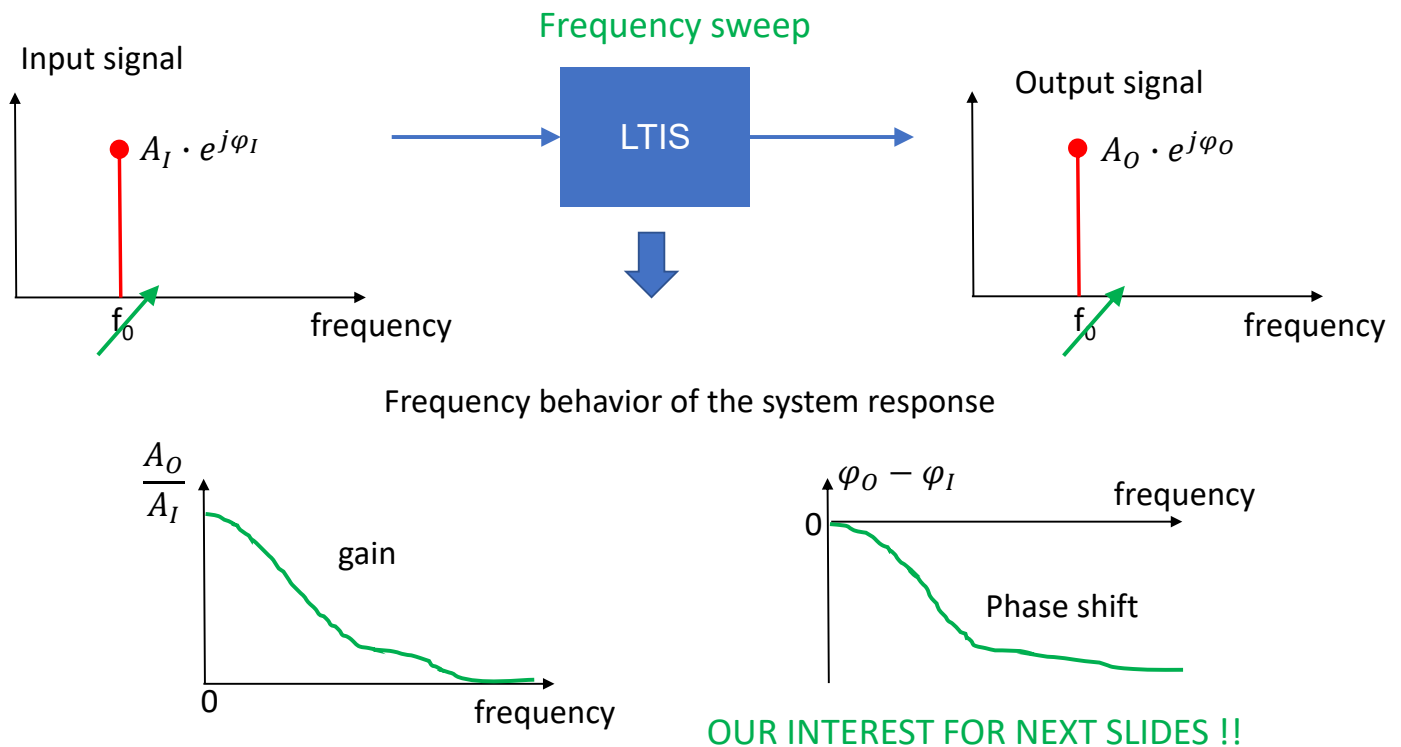 Frequency sweep
Input signal
A_I · e^{jφ_I}
f₀
frequency
LTIS
Output signal
A_O · e^{jφ_O}
f₀
frequency
Frequency behavior of the system response
A_O
A_I
gain
0
frequency
φ_O − φ_I
frequency
0
Phase shift
OUR INTEREST FOR NEXT SLIDES !!